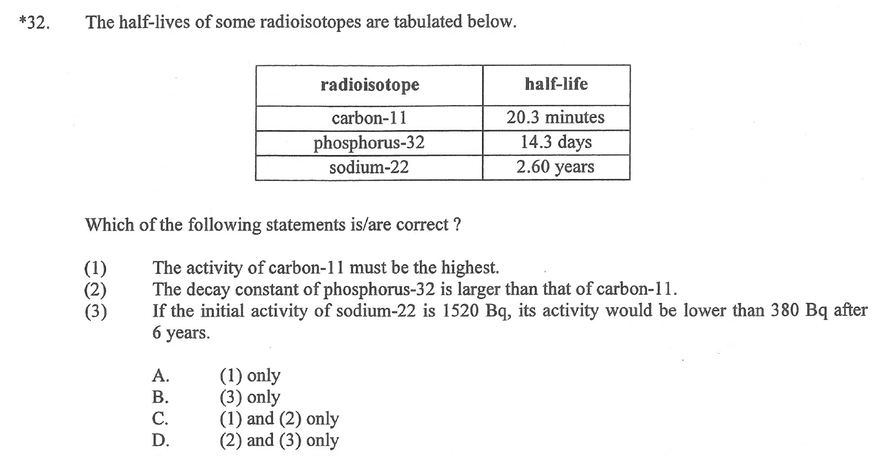 *32. The half-lives of some radioisotopes are tabulated below.
radioisotope half-life
carbon-11 20.3 minutes
phosphorus-32 14.3 days
sodium-22 2.60 years
Which of the following statements is/are correct ?
(1) The activity of carbon-11 must be the highest.
(2) The decay constant of phosphorus-32 is larger than that of carbon-11.
(3) If the initial activity of sodium-22 is 1520 Bq, its activity would be lower than 380 Bq after
6 years.
A. (1) only
B. (3) only
C. (1) and (2) only
D. (2) and (3) only